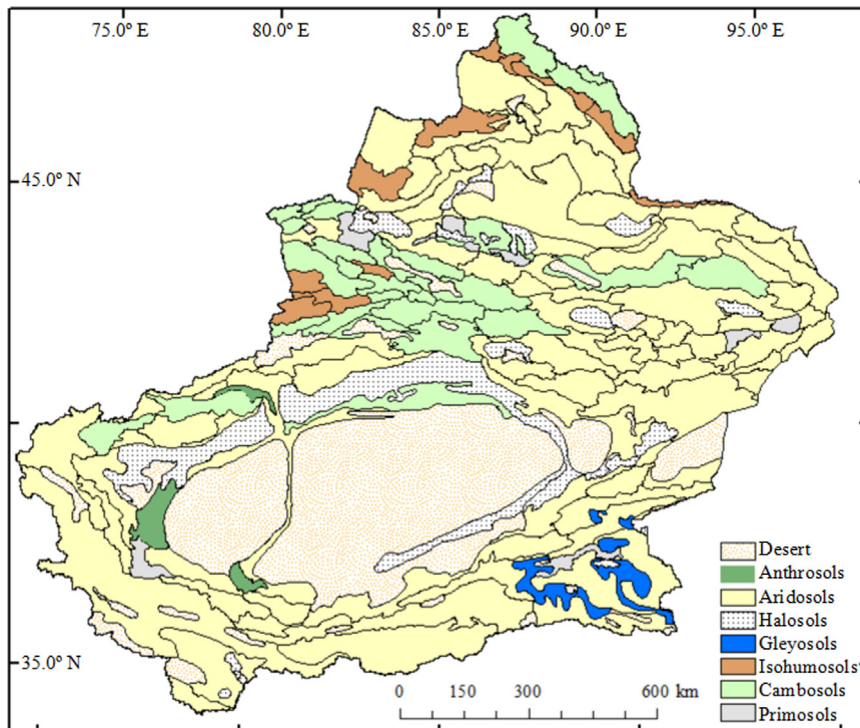 75.0° E 80.0° E 85.0° E 90.0° E 95.0° E
45.0° N
35.0° N
Desert
Anthrosols
Aridosols
Halosols
Gleyosols
Isohumosols
Cambosols
Primosols
0 150 300 600 km